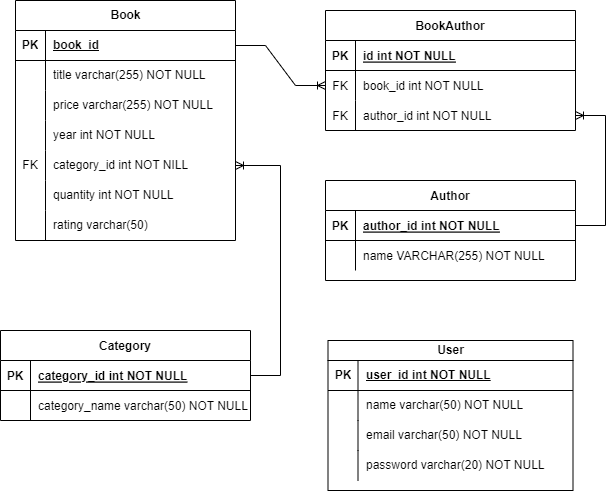 Book
PK book_id
title varchar(255) NOT NULL
price varchar(255) NOT NULL
year int NOT NULL
FK category_id int NOT NILL
quantity int NOT NULL
rating varchar(50)
BookAuthor
PK id int NOT NULL
FK book_id int NOT NULL
FK author_id int NOT NULL
Author
PK author_id int NOT NULL
name VARCHAR(255) NOT NULL
Category
PK category_id int NOT NULL
category_name varchar(50) NOT NULL
User
PK user_id int NOT NULL
name varchar(50) NOT NULL
email varchar(50) NOT NULL
password varchar(20) NOT NULL